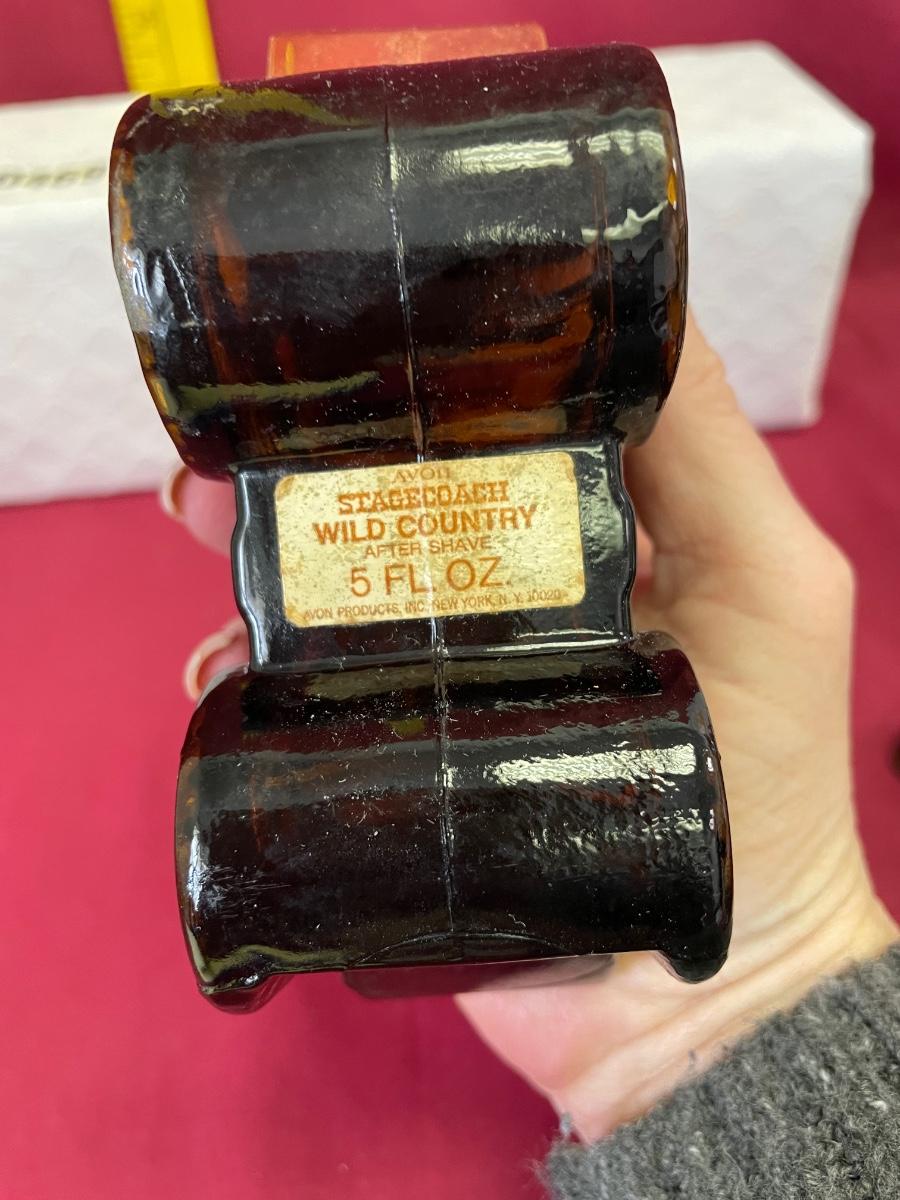 AVON
STAGECOACH
WILD COUNTRY
AFTER SHAVE
5 FL. OZ.
AVON PRODUCTS, INC. NEW YORK, N. Y. 10020